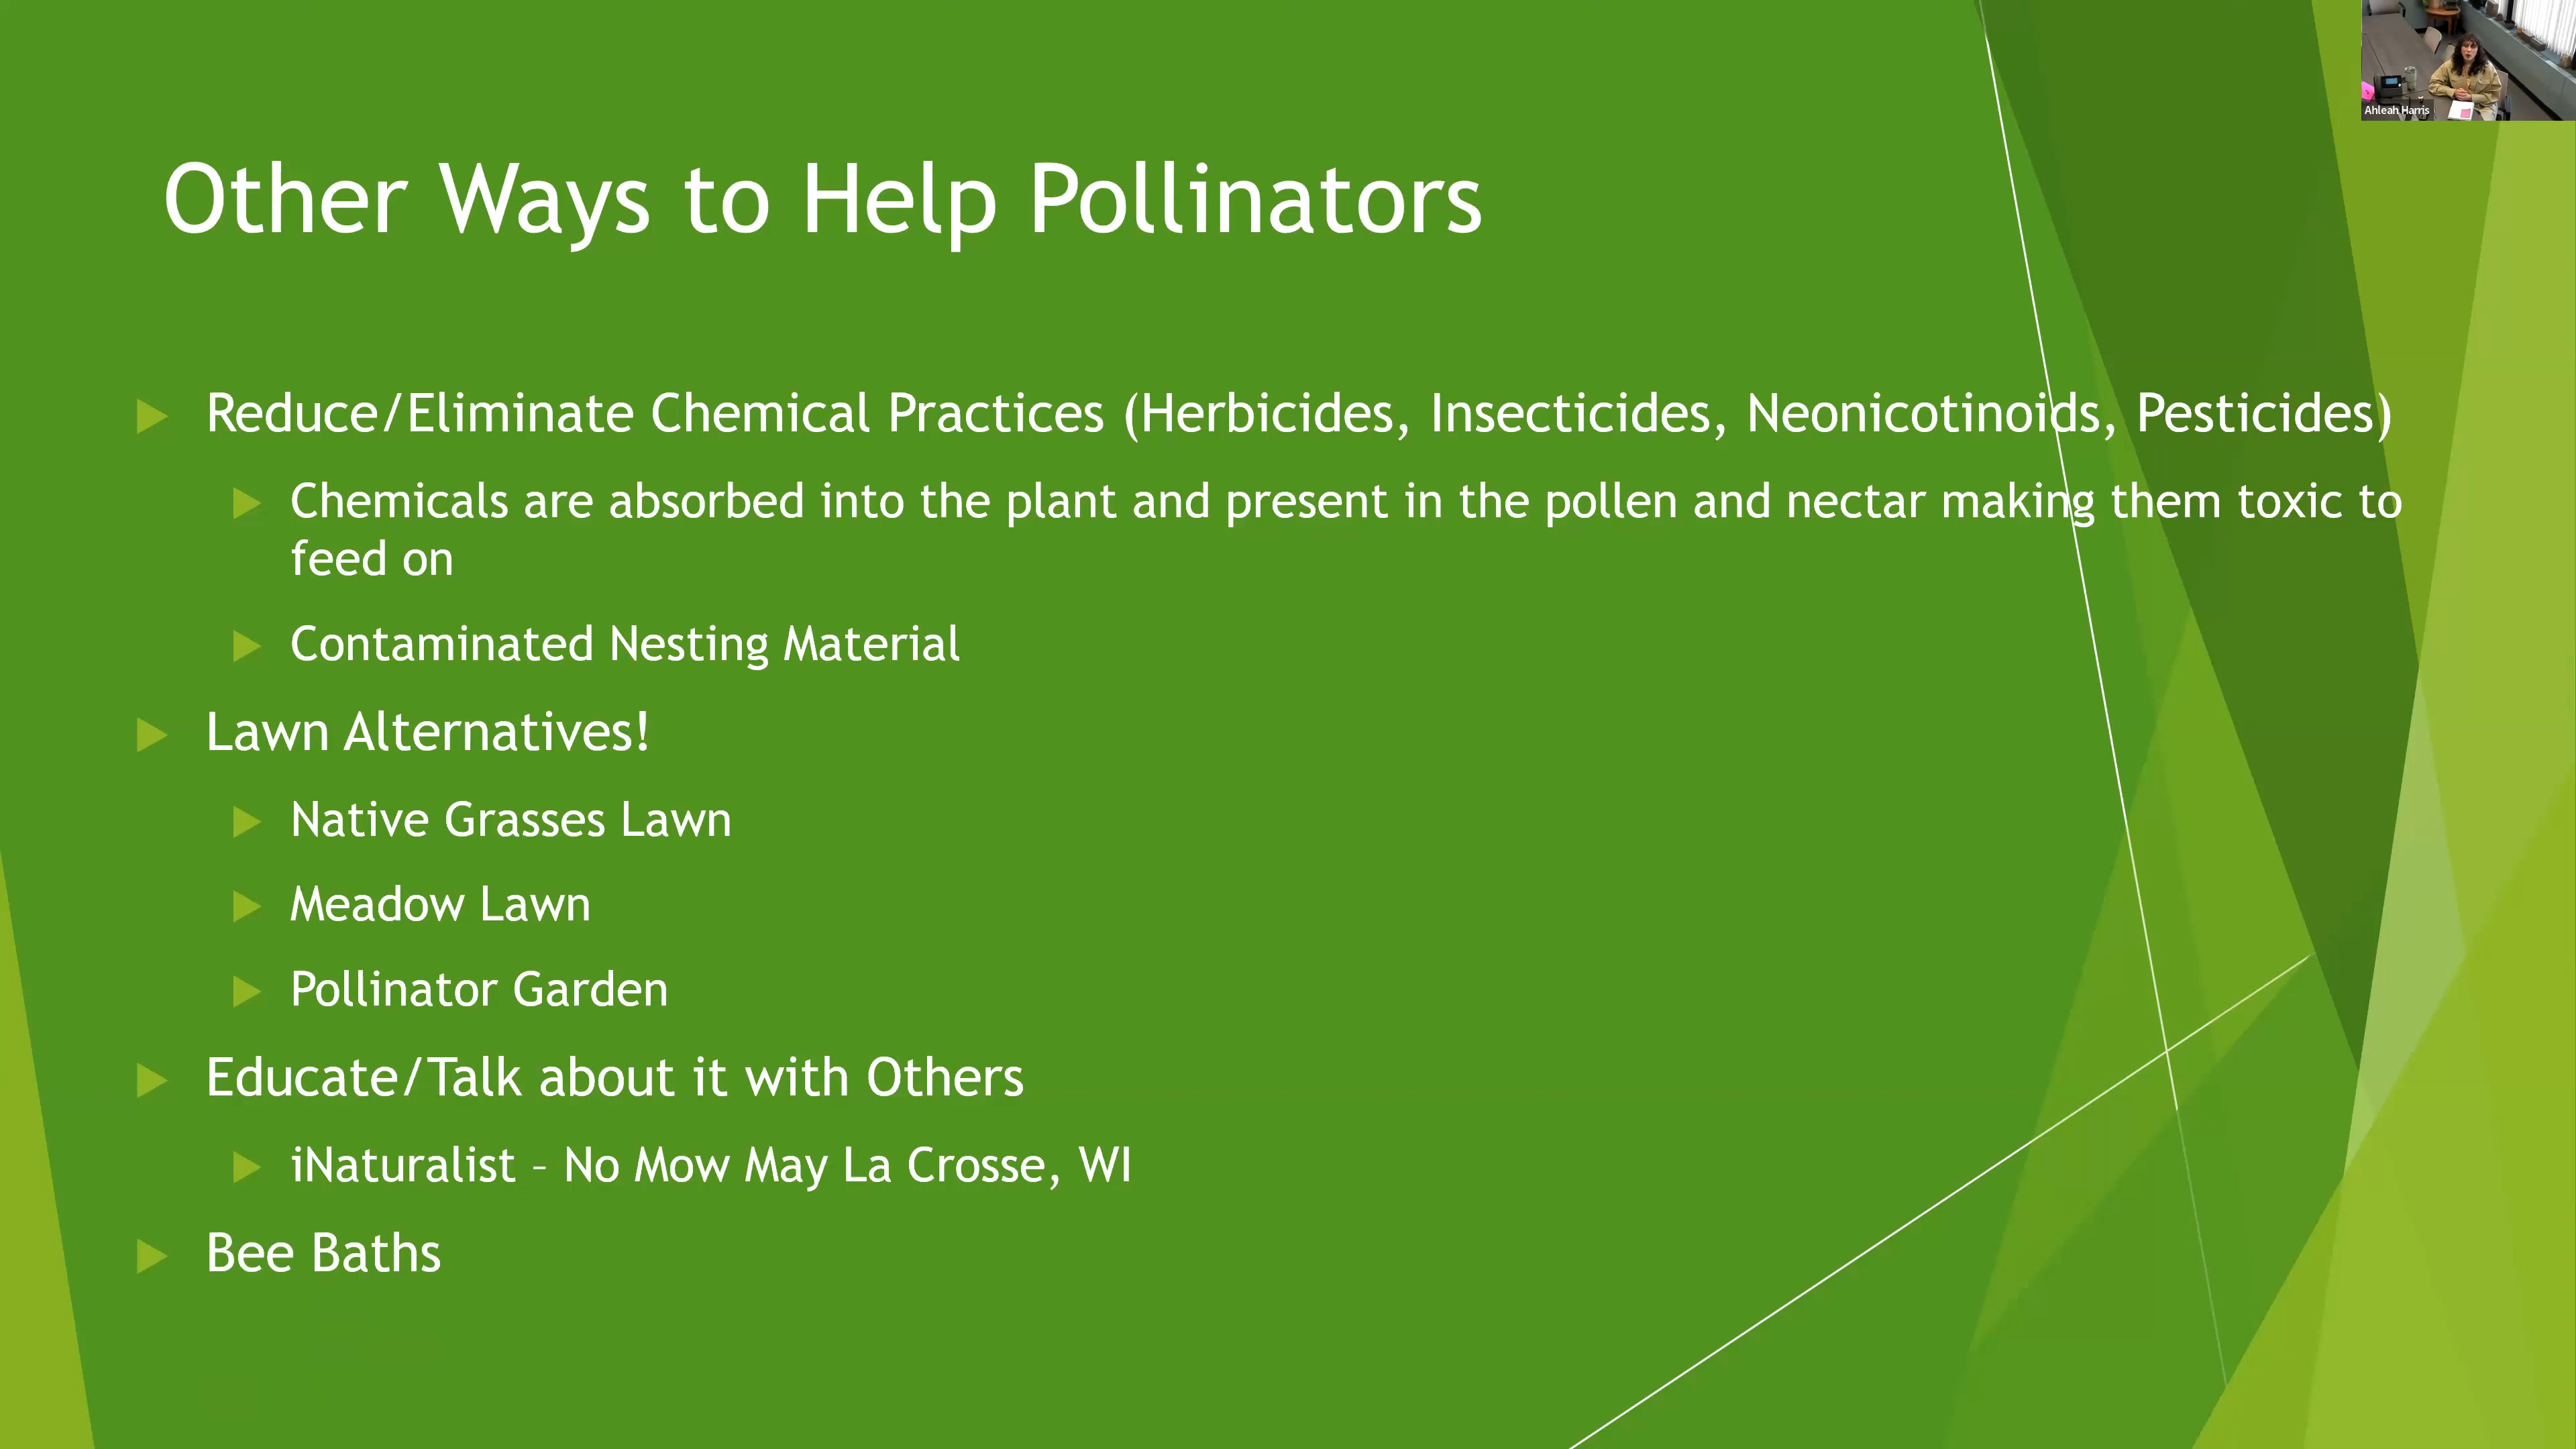 Ahleah Harris
Other Ways to Help Pollinators
Reduce/Eliminate Chemical Practices (Herbicides, Insecticides, Neonicotinoids, Pesticides)
Chemicals are absorbed into the plant and present in the pollen and nectar making them toxic to
feed on
Contaminated Nesting Material
Lawn Alternatives!
Native Grasses Lawn
Meadow Lawn
Pollinator Garden
Educate/Talk about it with Others
iNaturalist – No Mow May La Crosse, WI
Bee Baths